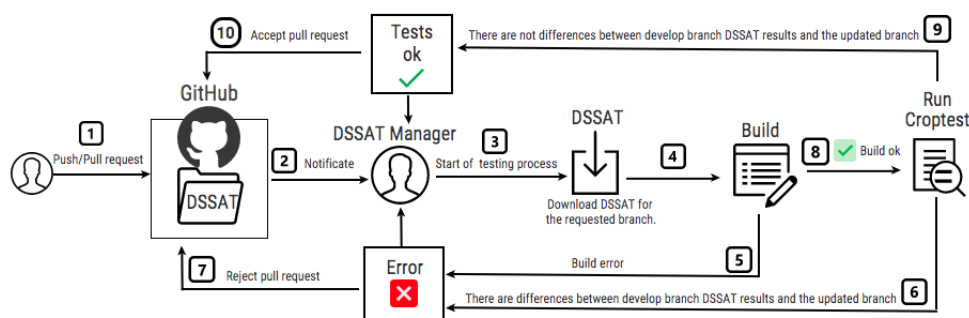 10
Accept pull request
Tests
ok
There are not differences between develop branch DSSAT results and the updated branch
9
GitHub
1
Push/Pull request
DSSAT
2
Notificate
DSSAT Manager
3
Start of testing process
DSSAT
Download DSSAT for
the requested branch.
4
Build
8
Build ok
Run
Croptest
7
Reject pull request
Error
Build error
5
There are differences between develop branch DSSAT results and the updated branch
6